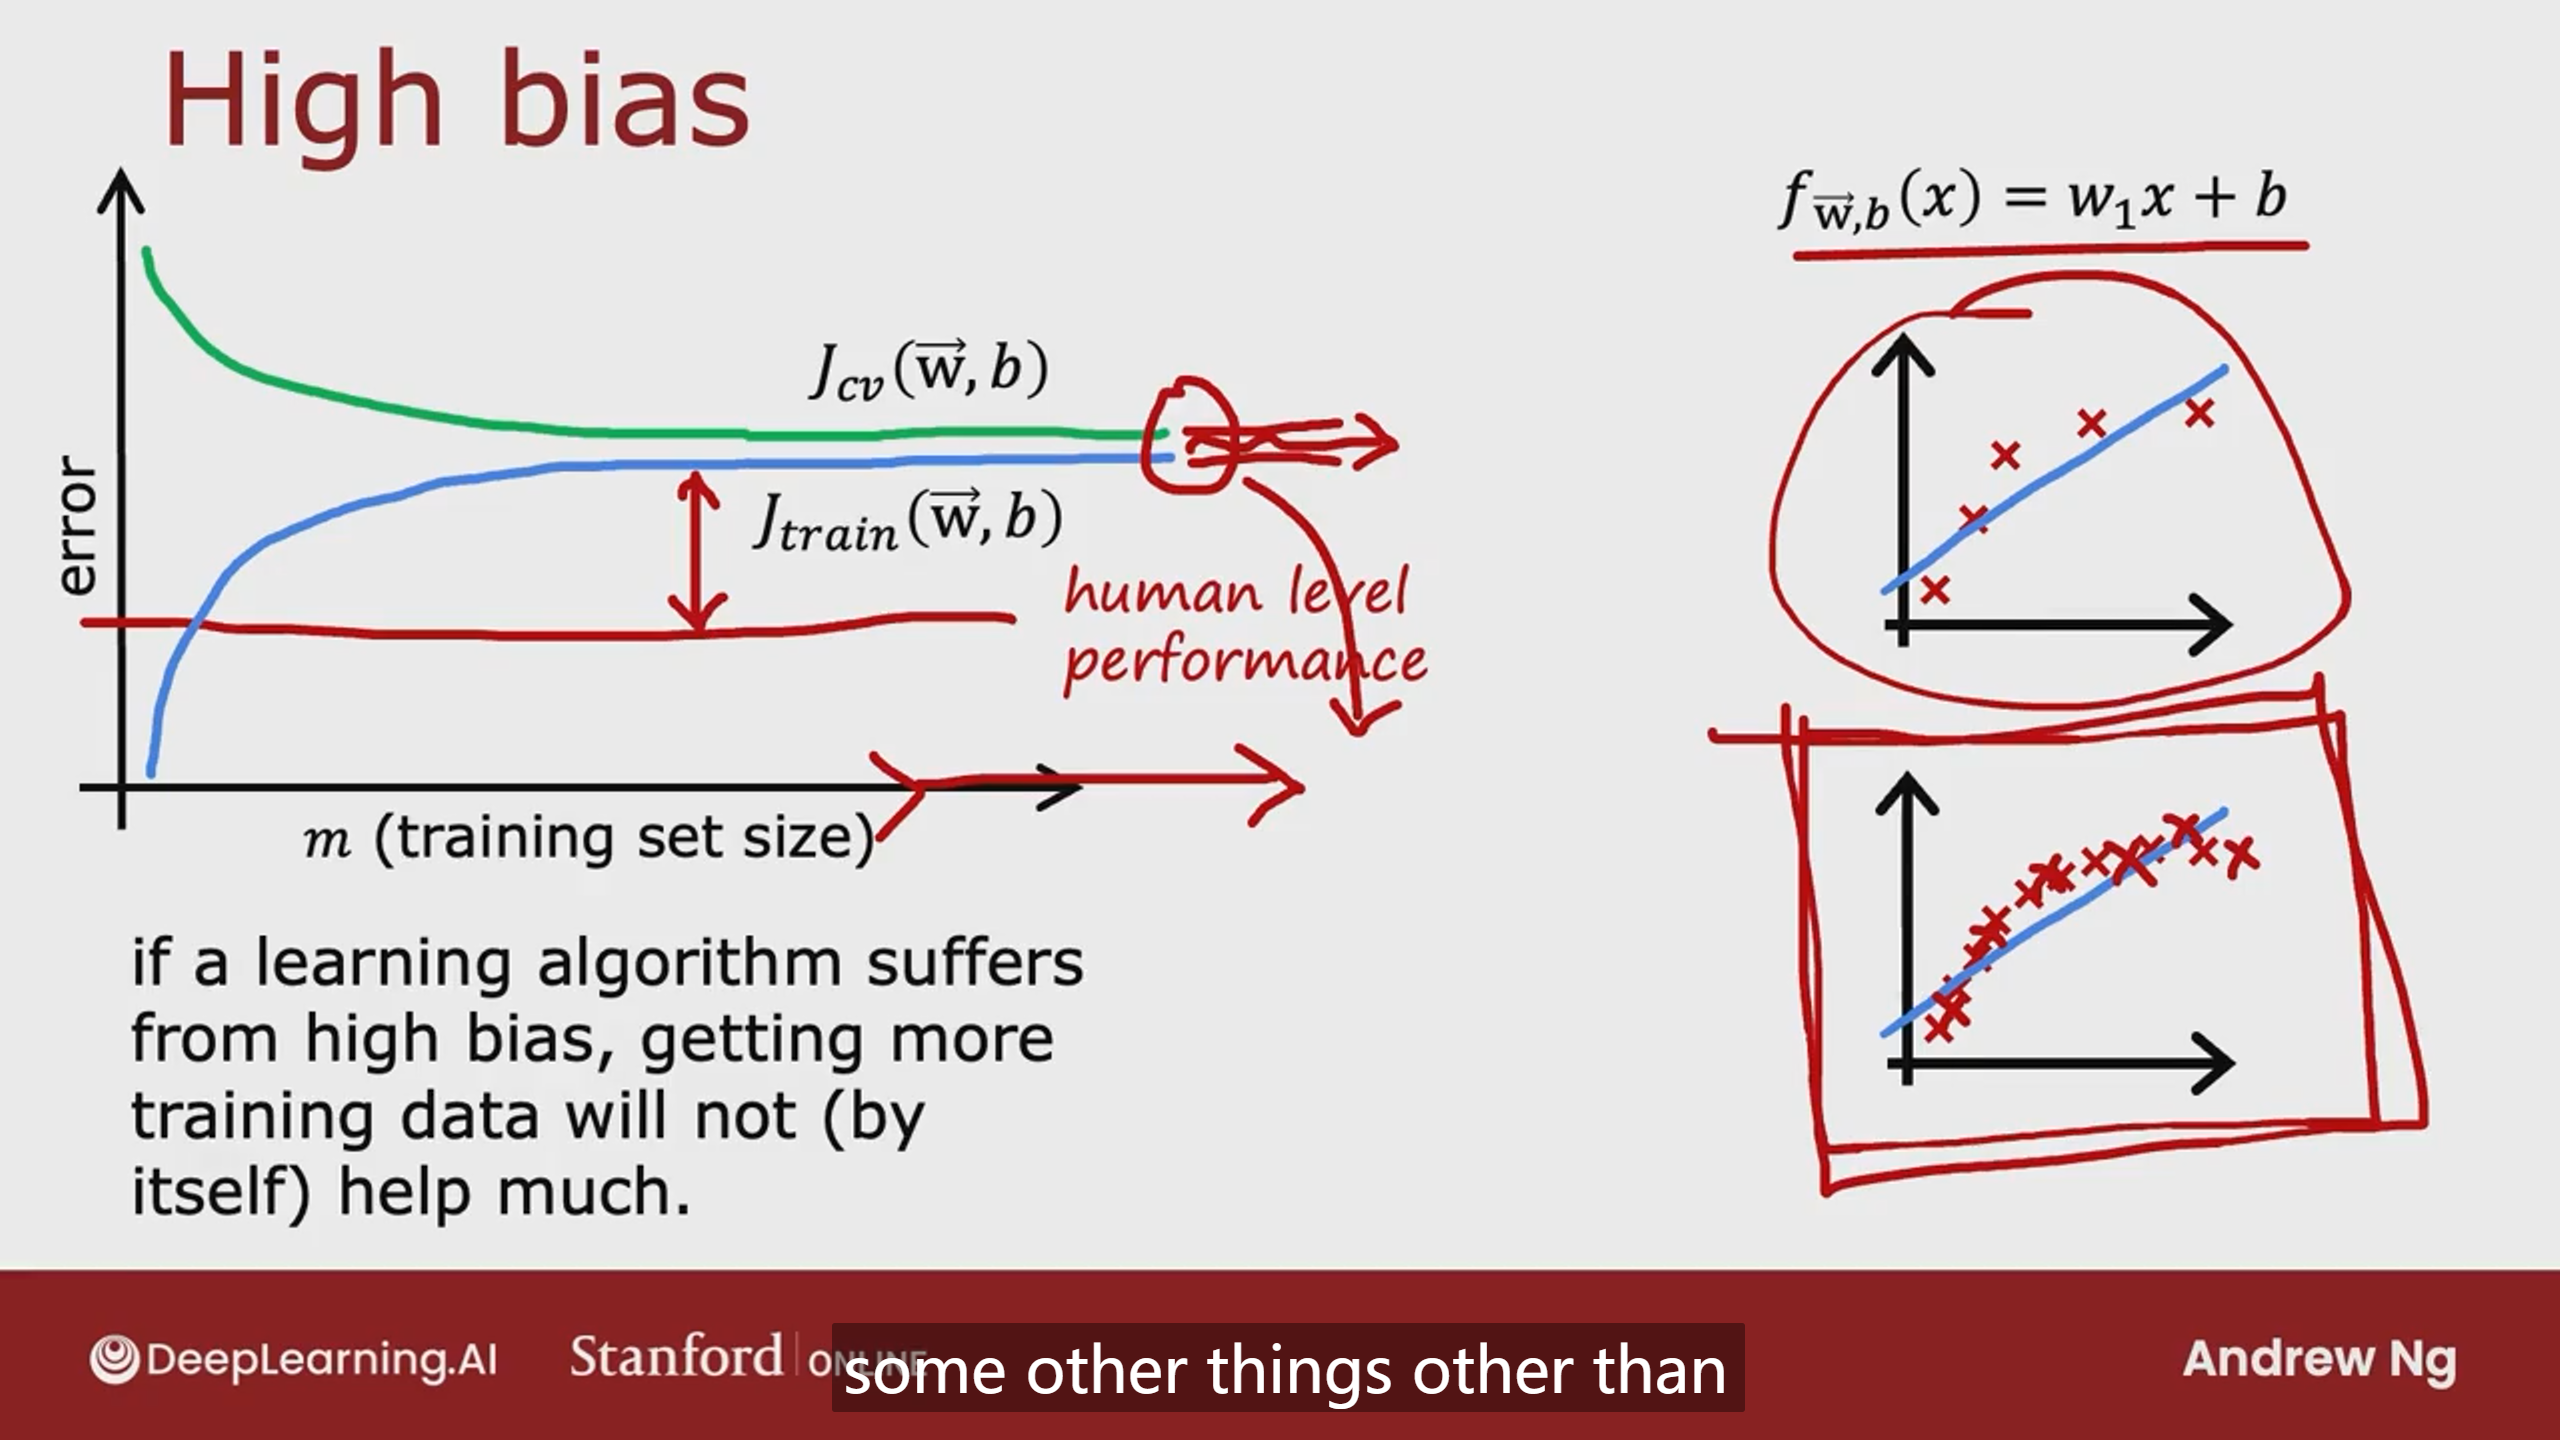 High bias
f_{\vec{w},b}(x) = w_1x + b
J_{cv}(\vec{w}, b)
J_{train}(\vec{w}, b)
error
human level
performance
m (training set size)
if a learning algorithm suffers
from high bias, getting more
training data will not (by
itself) help much.
DeepLearning.AI
Stanford | ONLINE
some other things other than
Andrew Ng